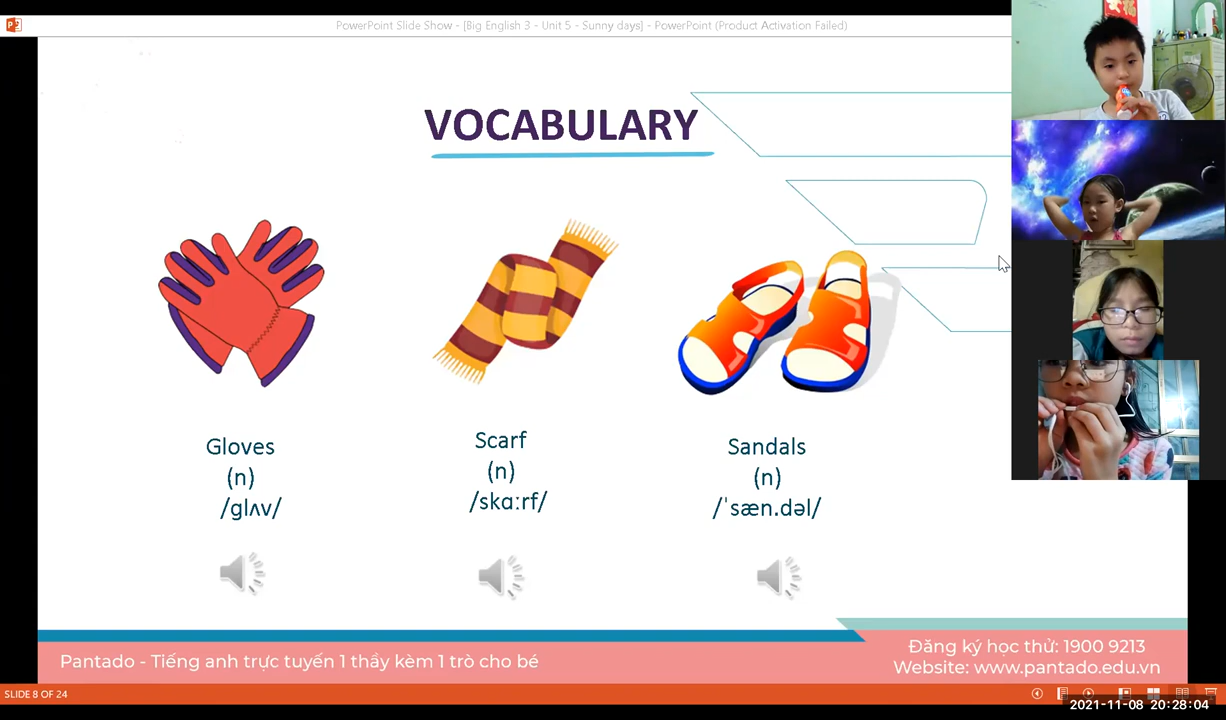 PowerPoint Slide Show - [Big English 3 - Unit 5 - Sunny days] - PowerPoint (Product Activation Failed)
VOCABULARY
Gloves
(n)
/glʌv/
Scarf
(n)
/skɑːrf/
Sandals
(n)
/ˈsæn.dəl/
Pantado - Tiếng anh trực tuyến 1 thầy kèm 1 trò cho bé
Đăng ký học thử: 1900 9213
Website: www.pantado.edu.vn
SLIDE 8 OF 24
2021-11-08 20:28:04